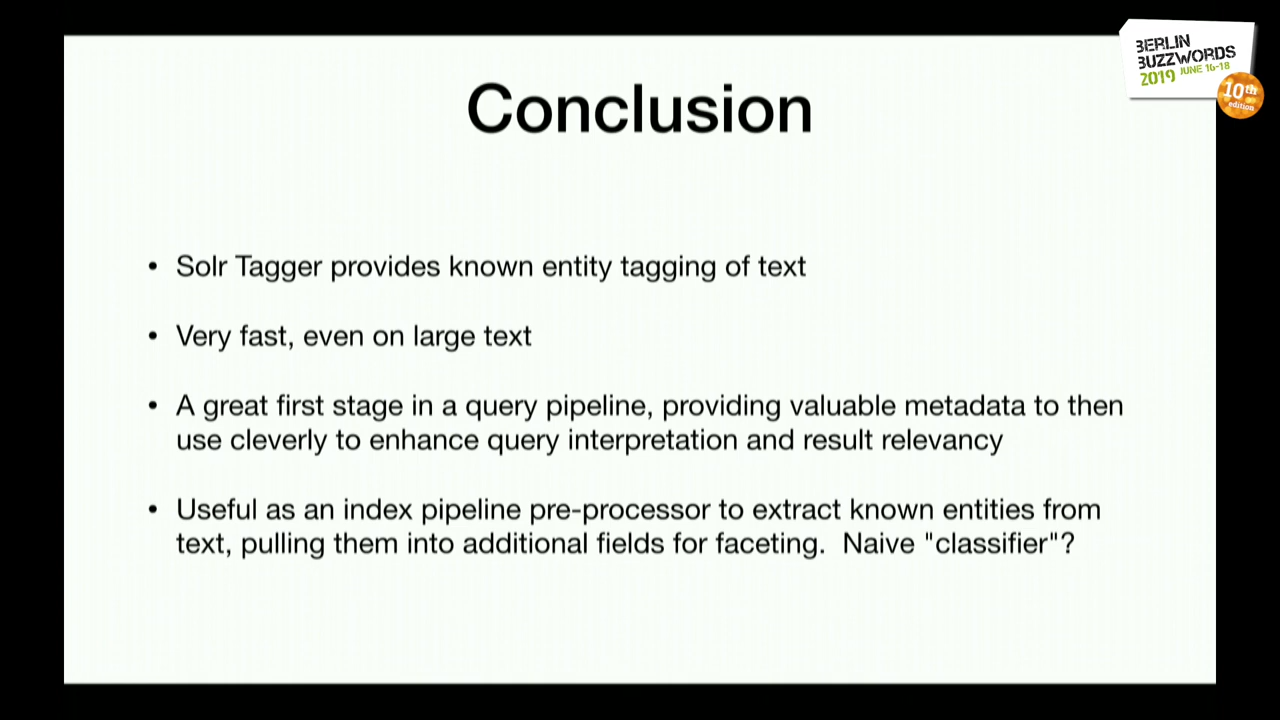 BERLIN
BUZZWORDS
2019 JUNE 16-18
10th
edition
Conclusion
• Solr Tagger provides known entity tagging of text
• Very fast, even on large text
• A great first stage in a query pipeline, providing valuable metadata to then
use cleverly to enhance query interpretation and result relevancy
• Useful as an index pipeline pre-processor to extract known entities from
text, pulling them into additional fields for faceting.  Naive "classifier"?